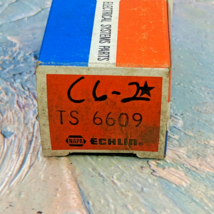 ELECTRICAL SYSTEMS PARTS
CL-2
TS 6609
NAPA ECHLIN